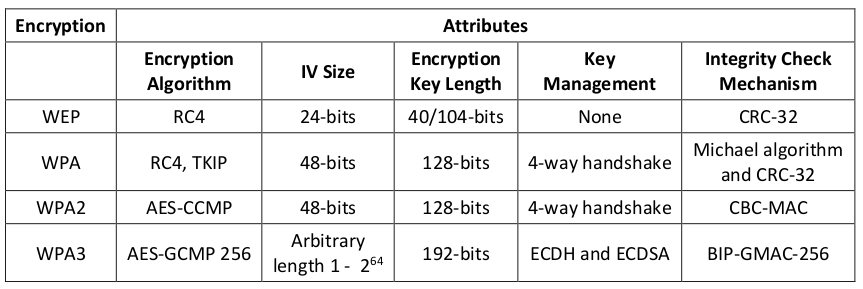 Encryption Attributes
Encryption Algorithm IV Size Encryption Key Length Key Management Integrity Check Mechanism
WEP RC4 24-bits 40/104-bits None CRC-32
WPA RC4, TKIP 48-bits 128-bits 4-way handshake Michael algorithm and CRC-32
WPA2 AES-CCMP 48-bits 128-bits 4-way handshake CBC-MAC
WPA3 AES-GCMP 256 Arbitrary length 1 - 2⁶⁴ 192-bits ECDH and ECDSA BIP-GMAC-256